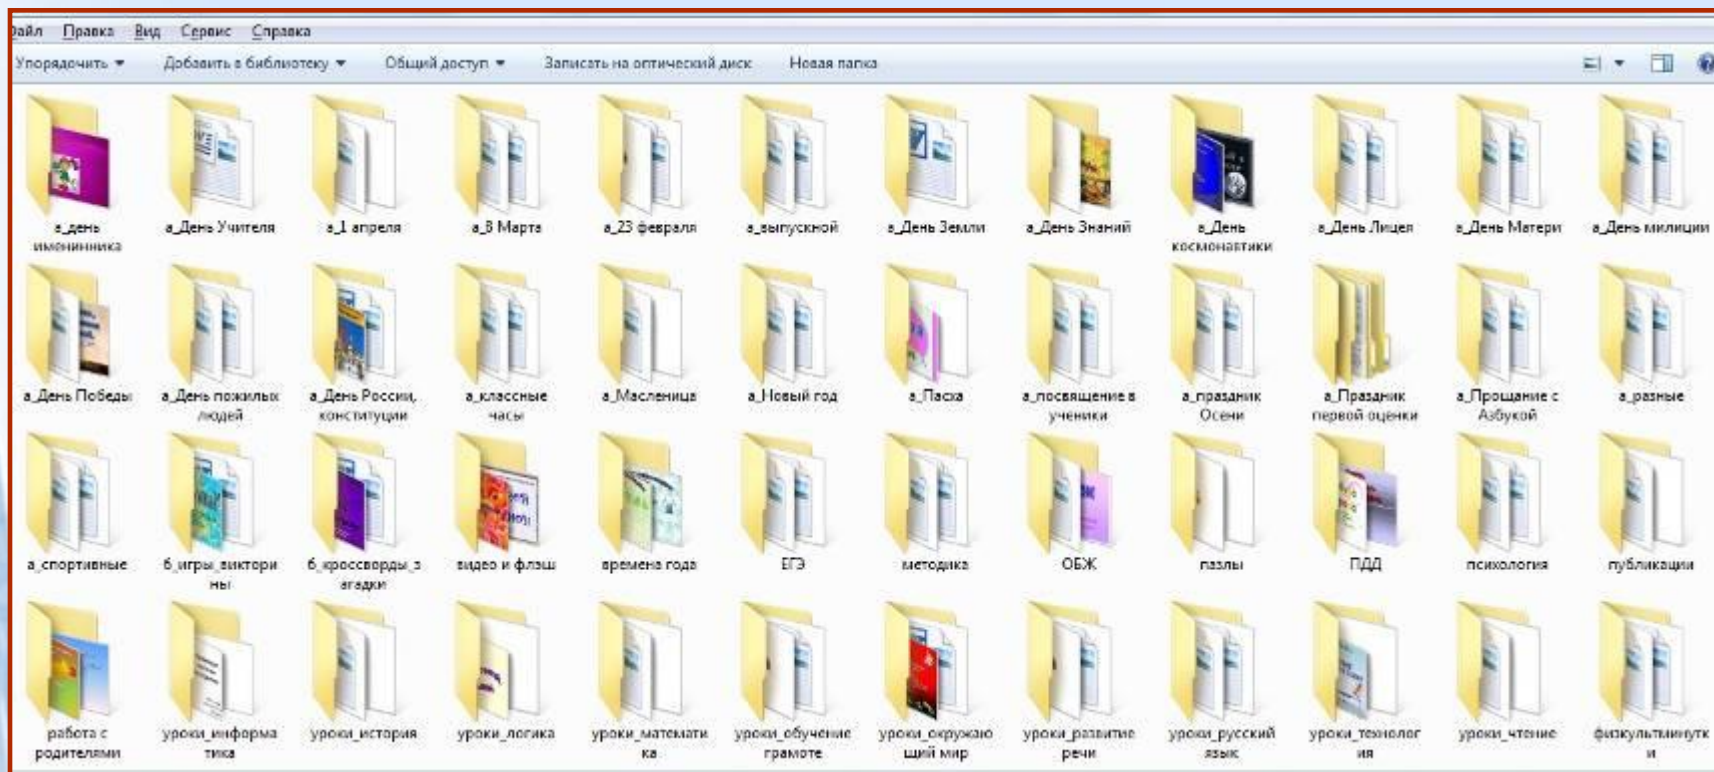 Файл Правка Вид Сервис Справка
Упорядочить Добавить в библиотеку Общий доступ Записать на оптический диск Новая папка
а_день именинника
а_День Учителя
а_1 апреля
а_8 Марта
а_23 февраля
а_выпускной
а_День Земли
а_День Знаний
а_День космонавтики
а_День Лицея
а_День Матери
а_День милиции
а_День Победы
а_День пожилых людей
а_День России, конституции
а_классные часы
а_Масленица
а_Новый год
а_Пасха
а_посвящение в ученики
а_праздник Осени
а_Праздник первой оценки
а_Прощание с Азбукой
а_разные
а_спортивные
б_игры_викторины
б_кроссворды_загадки
видео и флэш
времена года
ЕГЭ
методика
ОБЖ
пазлы
ПДД
психология
публикации
работа с родителями
уроки_информатика
уроки_история
уроки_логика
уроки_математика
уроки_обучение грамоте
уроки_окружающий мир
уроки_развитие речи
уроки_русский язык
уроки_технология
уроки_чтение
физкультминутки